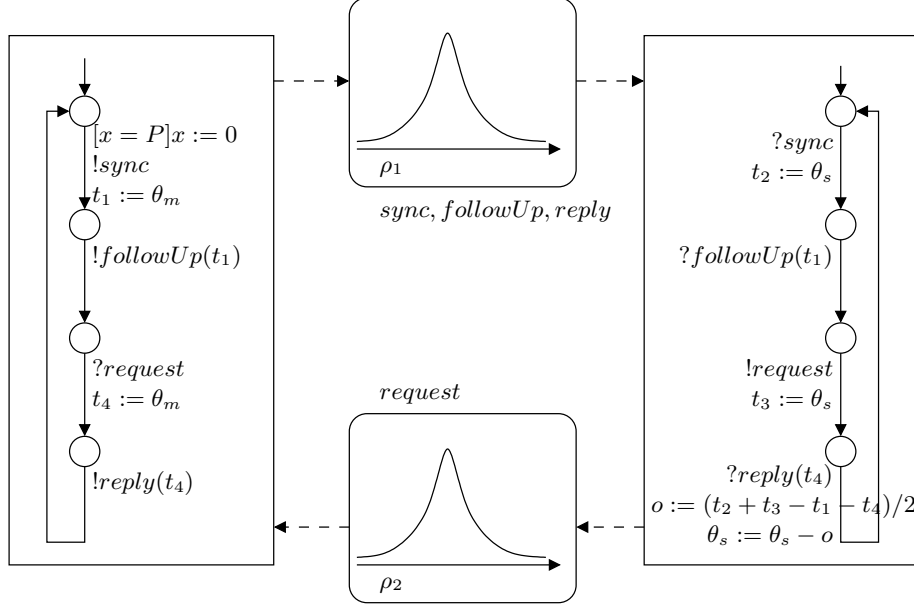 [x = P]x := 0
!sync
t₁ := θₘ
!followUp(t₁)
?request
t₄ := θₘ
!reply(t₄)
ρ₁
sync, followUp, reply
request
ρ₂
?sync
t₂ := θₛ
?followUp(t₁)
!request
t₃ := θₛ
?reply(t₄)
o := (t₂ + t₃ − t₁ − t₄)/2
θₛ := θₛ − o